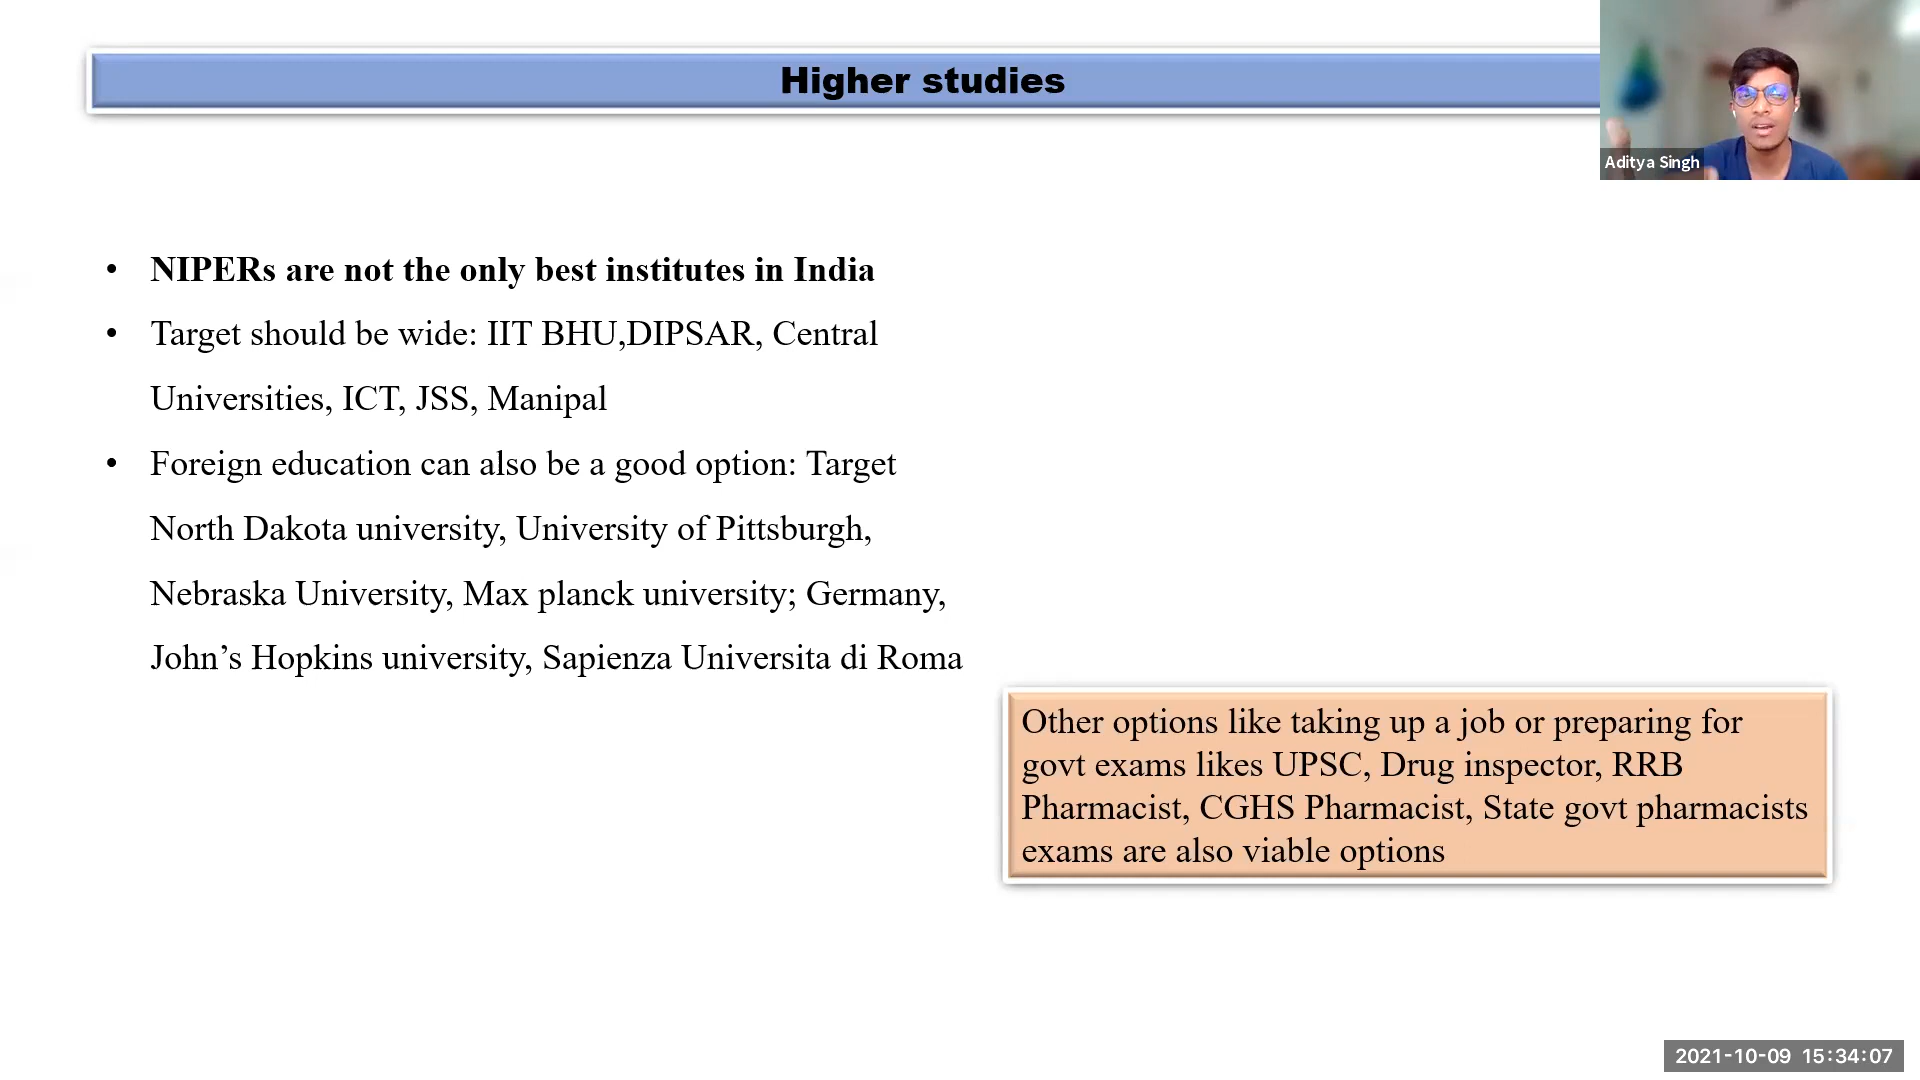 Higher studies
Aditya Singh
• NIPERs are not the only best institutes in India
• Target should be wide: IIT BHU,DIPSAR, Central
Universities, ICT, JSS, Manipal
• Foreign education can also be a good option: Target
North Dakota university, University of Pittsburgh,
Nebraska University, Max planck university; Germany,
John’s Hopkins university, Sapienza Universita di Roma
Other options like taking up a job or preparing for
govt exams likes UPSC, Drug inspector, RRB
Pharmacist, CGHS Pharmacist, State govt pharmacists
exams are also viable options
2021-10-09 15:34:07